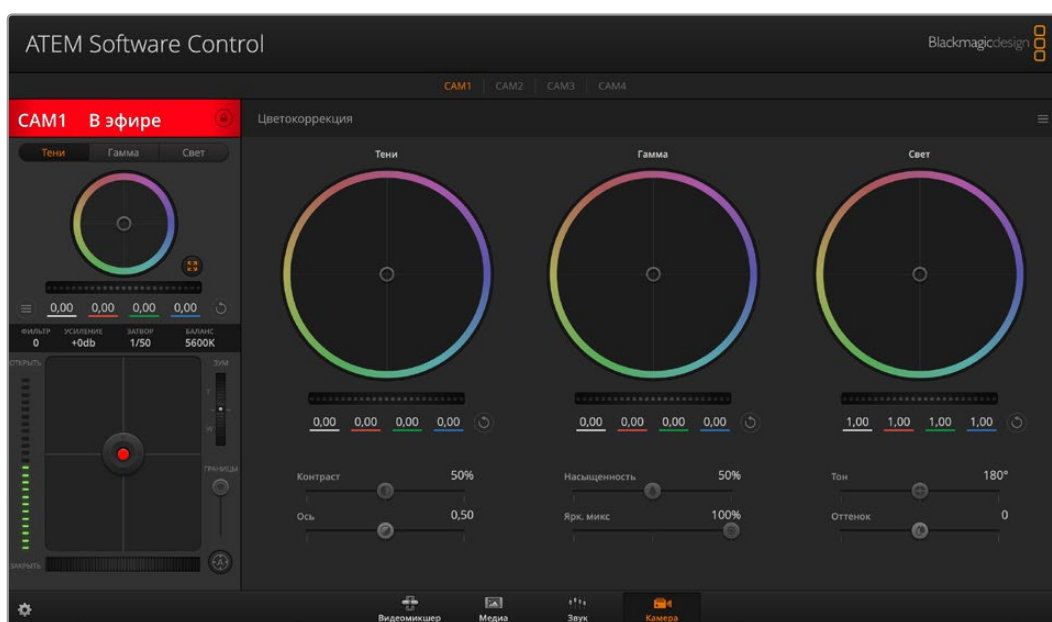 ATEM Software Control
Blackmagicdesign
CAM1 CAM2 CAM3 CAM4
CAM1 В эфире
Цветокоррекция
Тени Гамма Свет
Тени Гамма Свет
0,00 0,00 0,00 0,00
ФИЛЬТР УСИЛЕНИЕ ЗАТВОР БАЛАНС
0 +0db 1/50 5600K
ОТКРЫТЬ ЗУМ
T
W
ГРАНИЦЫ
ЗАКРЫТЬ
0,00 0,00 0,00 0,00 0,00 0,00 0,00 0,00 1,00 1,00 1,00 1,00
Контраст 50% Насыщенность 50% Тон 180°
Ось 0,50 Ярк. микс 100% Оттенок 0
Видеомикшер Медиа Звук Камера